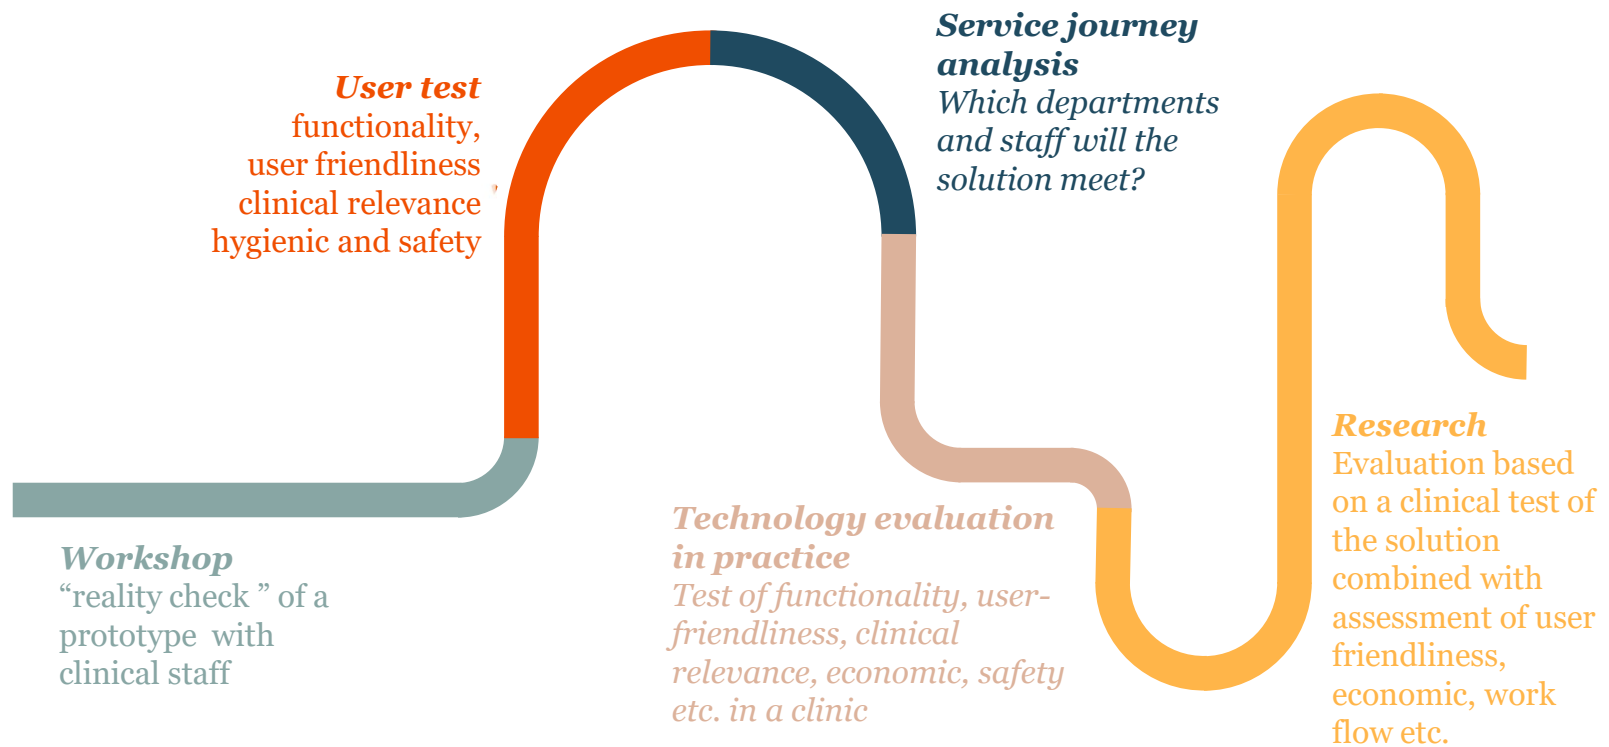 Workshop
“reality check ” of a
prototype  with
clinical staff
User test
functionality,
user friendliness
clinical relevance
hygienic and safety
Service journey
analysis
Which departments
and staff will the
solution meet?
Technology evaluation
in practice
Test of functionality, user-
friendliness, clinical
relevance, economic, safety
etc. in a clinic
Research
Evaluation based
on a clinical test of
the solution
combined with
assessment of user
friendliness,
economic, work
flow etc.